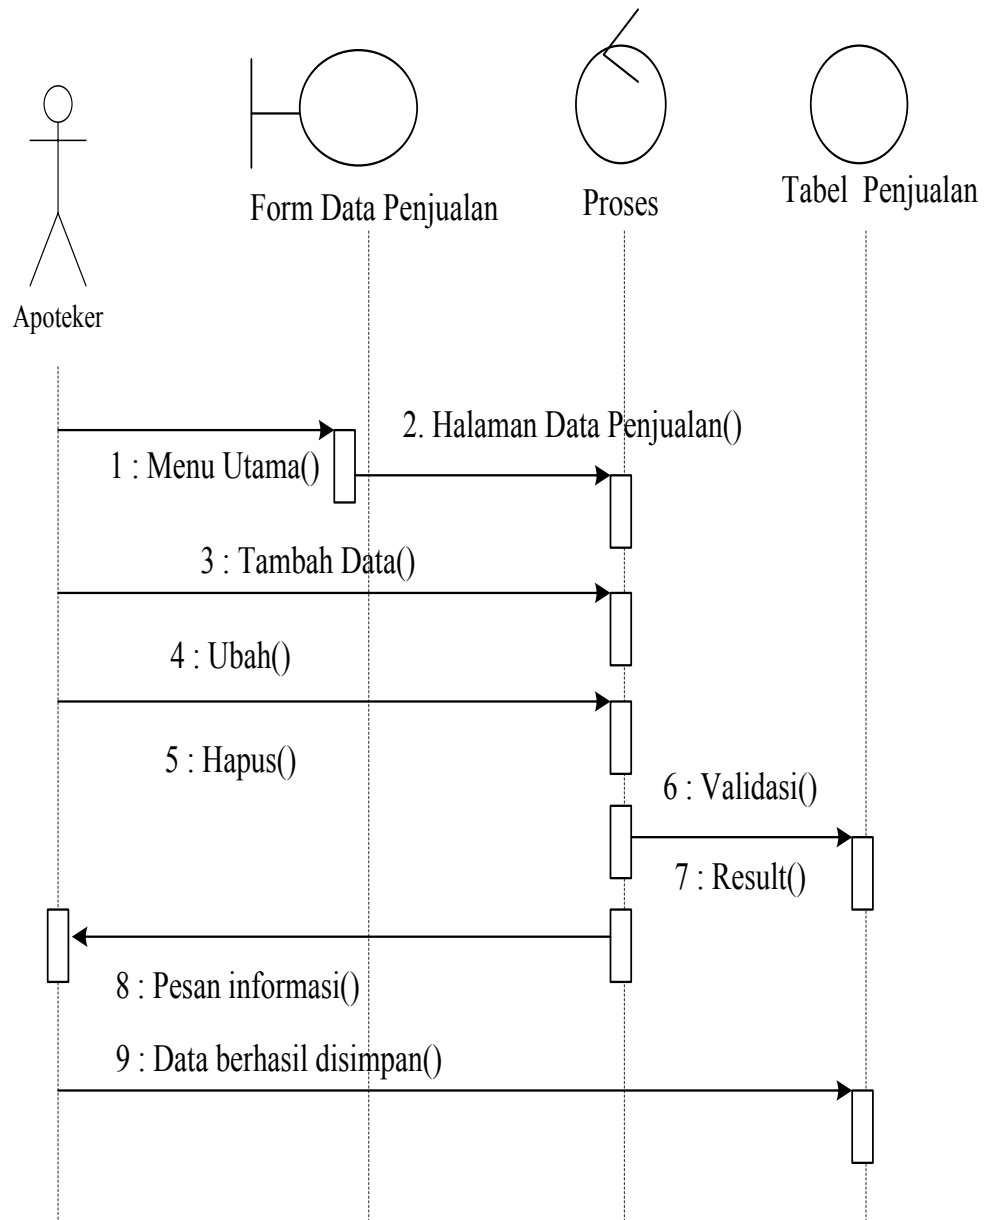 Form Data Penjualan
Proses
Tabel Penjualan
Apoteker
2. Halaman Data Penjualan()
1 : Menu Utama()
3 : Tambah Data()
4 : Ubah()
5 : Hapus()
6 : Validasi()
7 : Result()
8 : Pesan informasi()
9 : Data berhasil disimpan()